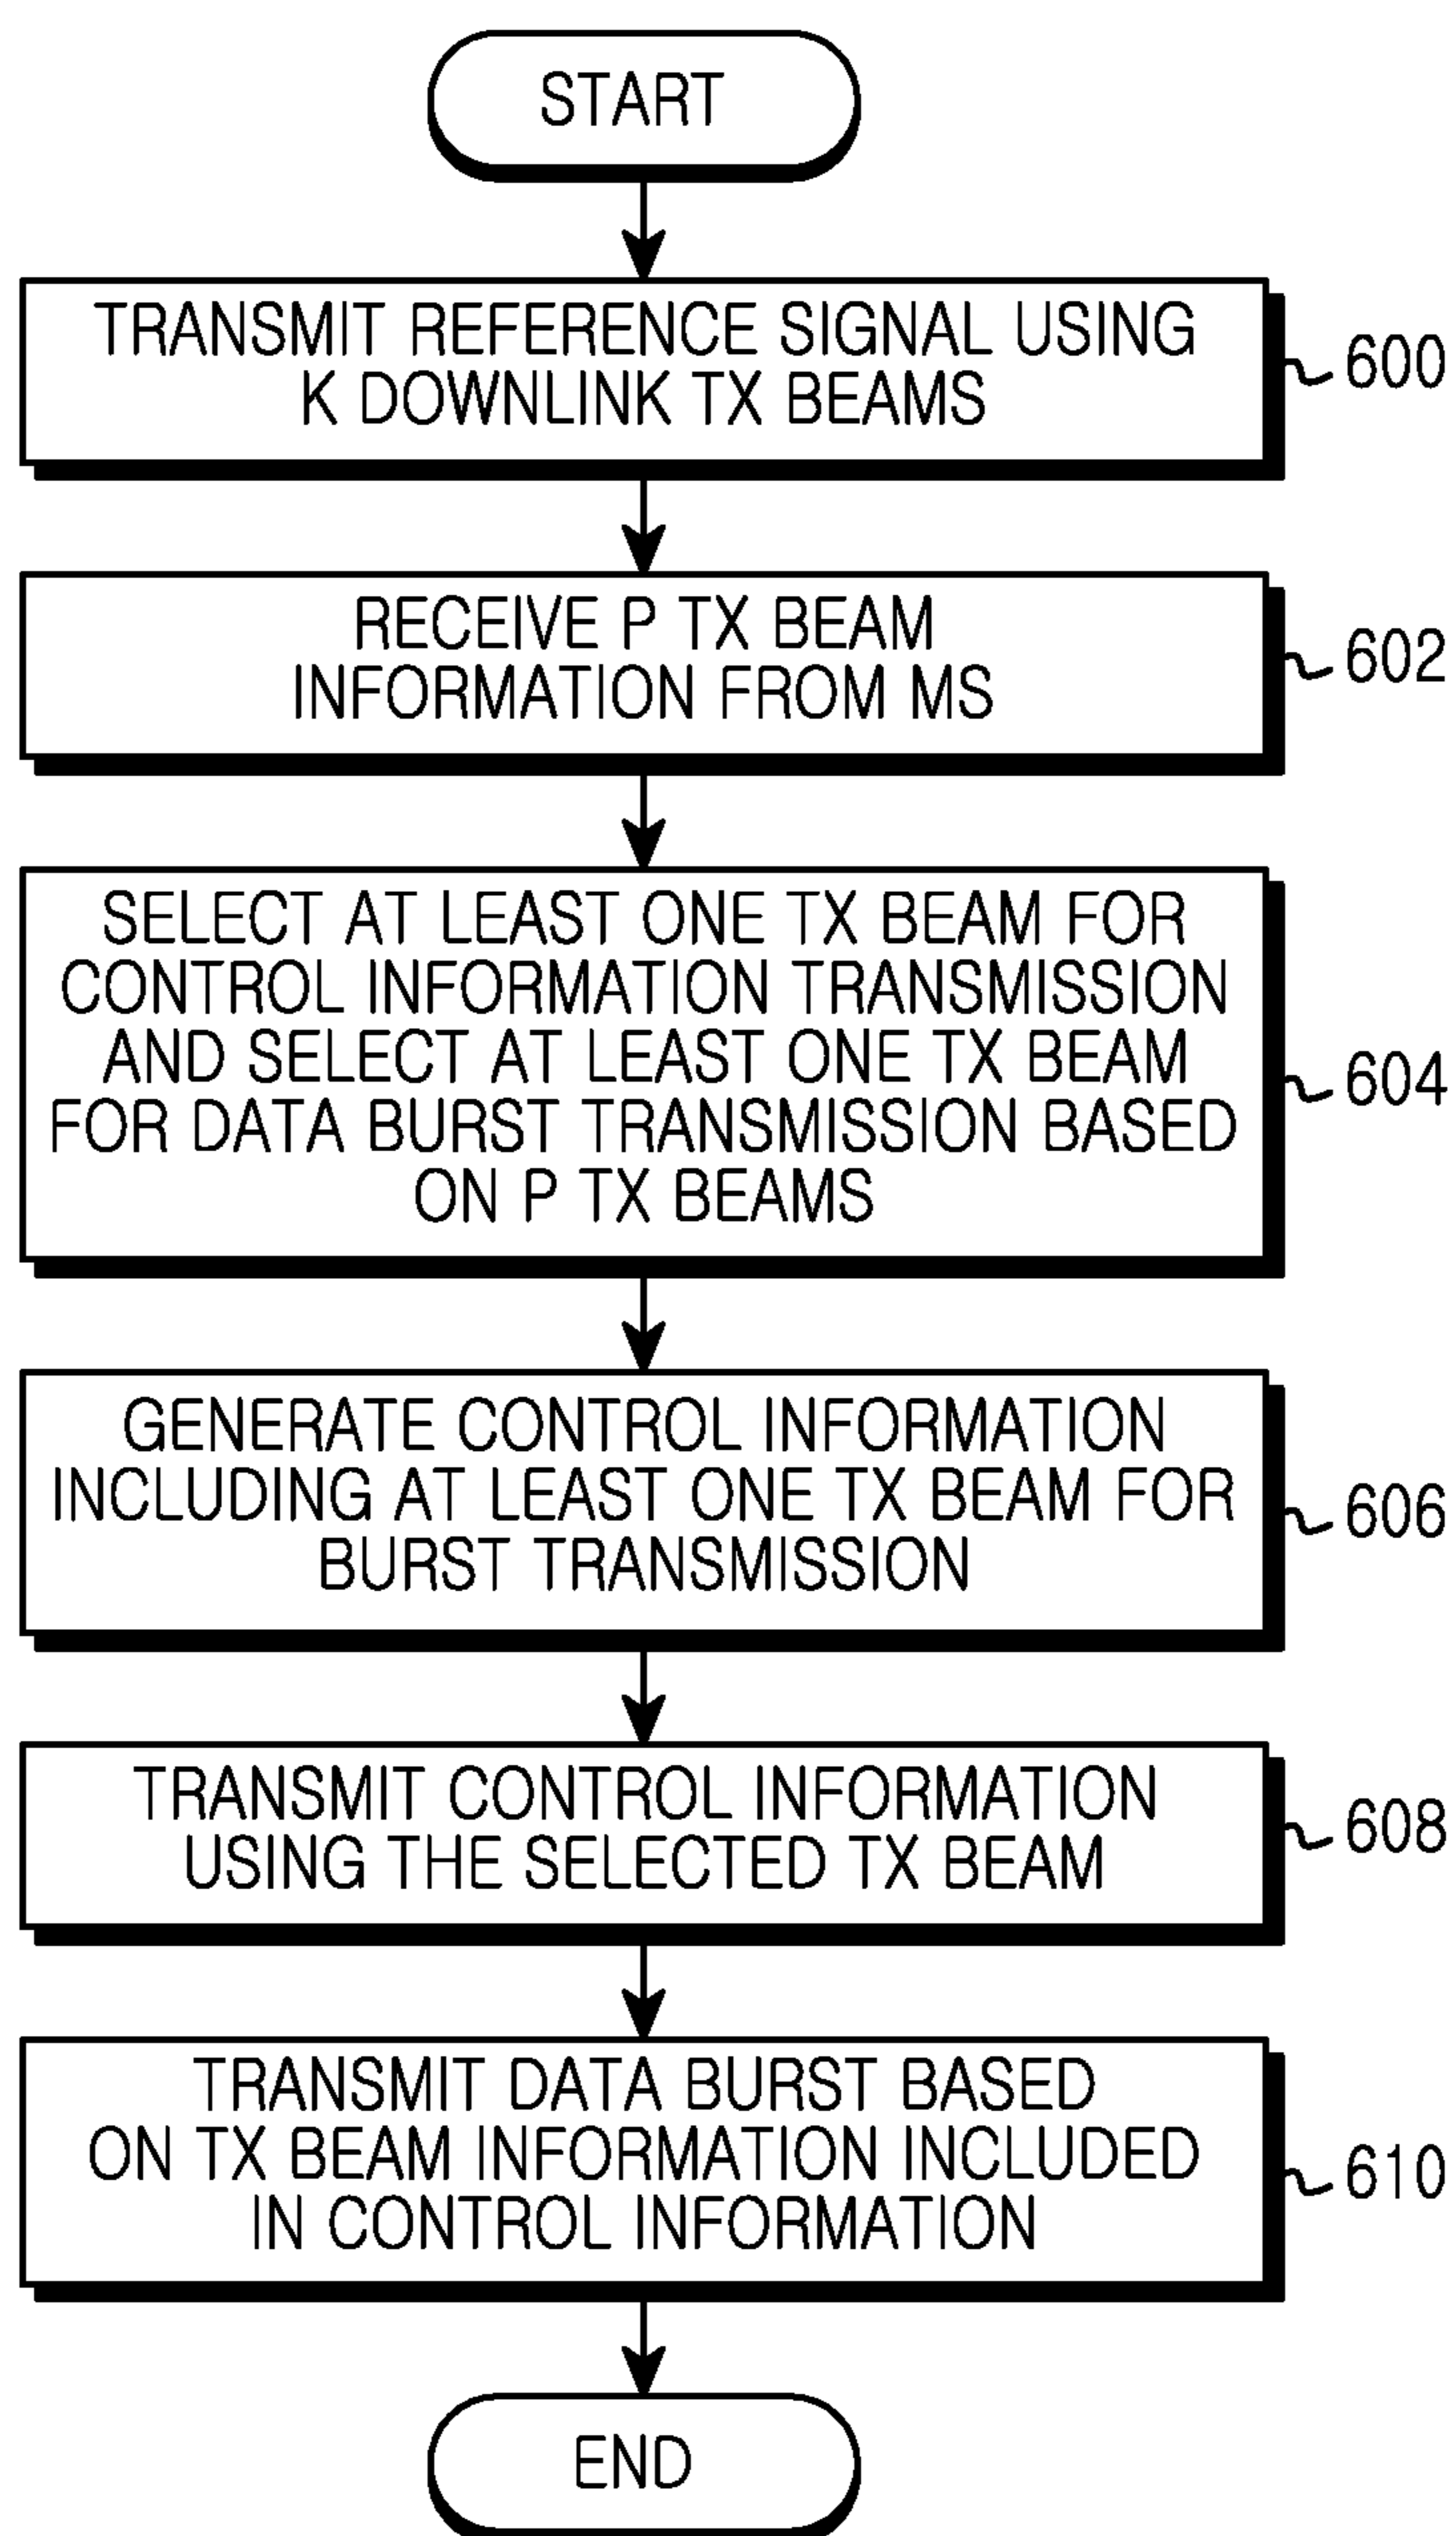 START
TRANSMIT REFERENCE SIGNAL USING
K DOWNLINK TX BEAMS
600
RECEIVE P TX BEAM
INFORMATION FROM MS
602
SELECT AT LEAST ONE TX BEAM FOR
CONTROL INFORMATION TRANSMISSION
AND SELECT AT LEAST ONE TX BEAM
FOR DATA BURST TRANSMISSION BASED
ON P TX BEAMS
604
GENERATE CONTROL INFORMATION
INCLUDING AT LEAST ONE TX BEAM FOR
BURST TRANSMISSION
606
TRANSMIT CONTROL INFORMATION
USING THE SELECTED TX BEAM
608
TRANSMIT DATA BURST BASED
ON TX BEAM INFORMATION INCLUDED
IN CONTROL INFORMATION
610
END